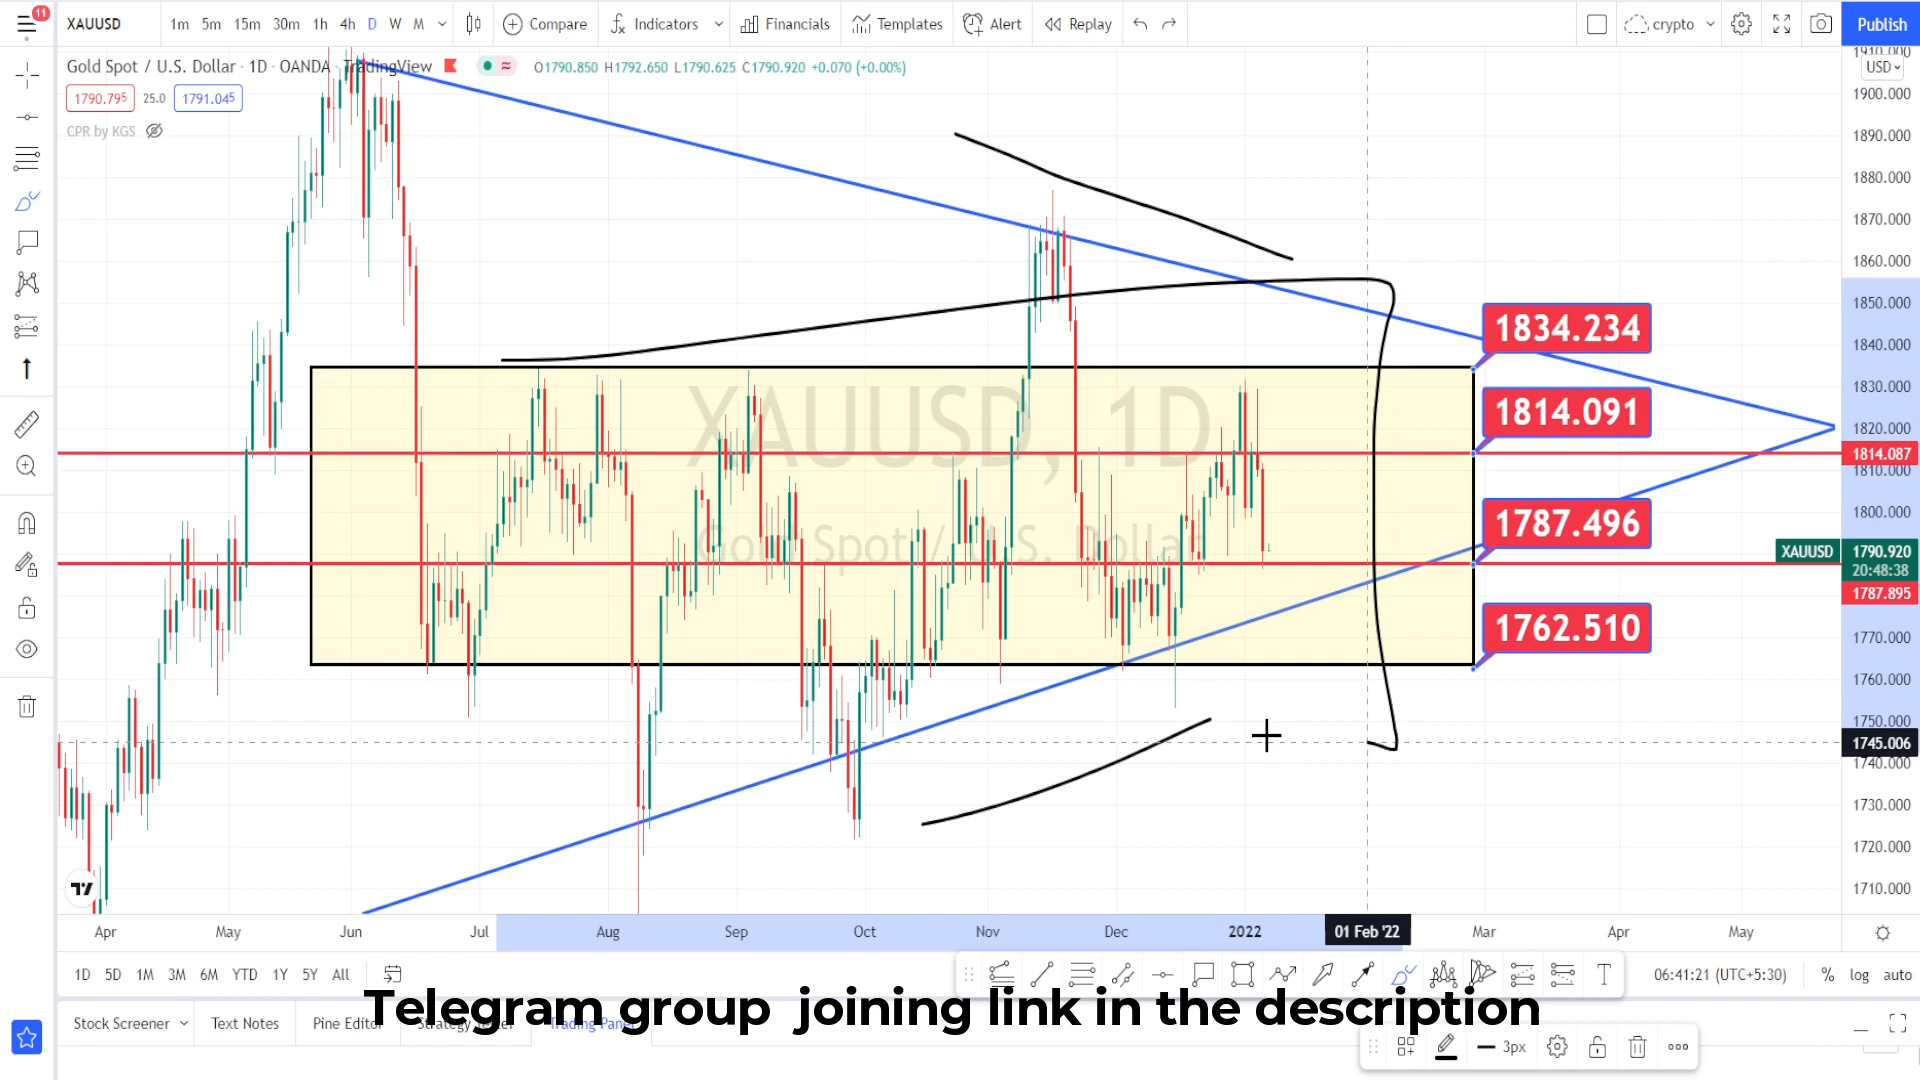 11
XAUUSD 1m 5m 15m 30m 1h 4h D W M Compare Indicators Financials Templates Alert Replay crypto Publish
Gold Spot / U.S. Dollar · 1D · OANDA · TradingView O1790.850 H1792.650 L1790.625 C1790.920 +0.070 (+0.00%)
1790.795 25.0 1791.045
CPR by KGS
1910.000
USD
1900.000
1890.000
1880.000
1870.000
1860.000
1850.000
1840.000
1830.000
1820.000
1814.087
1810.000
1800.000
XAUUSD 1790.920
20:48:38
1787.895
1770.000
1760.000
1750.000
1745.006
1740.000
1730.000
1720.000
1710.000
XAUUSD, 1D
Gold Spot / U.S. Dollar
1834.234
1814.091
1787.496
1762.510
Apr May Jun Jul Aug Sep Oct Nov Dec 2022 01 Feb '22 Mar Apr May
1D 5D 1M 3M 6M YTD 1Y 5Y All T 06:41:21 (UTC+5:30) % log auto
Telegram group joining link in the description
Stock Screener Text Notes Pine Editor Strategy Tester Trading Panel
3px